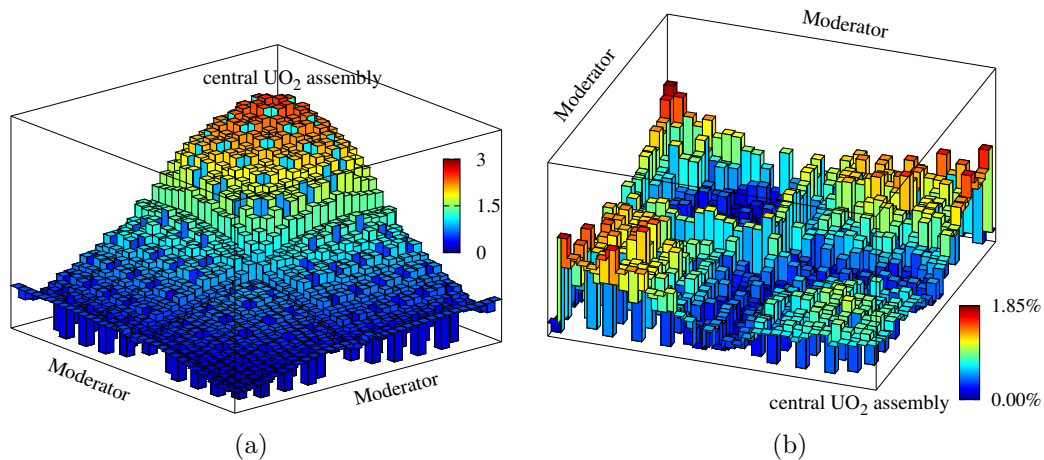 central UO2 assembly
3
1.5
0
Moderator
Moderator
(a)
Moderator
Moderator
1.85%
0.00%
central UO2 assembly
(b)